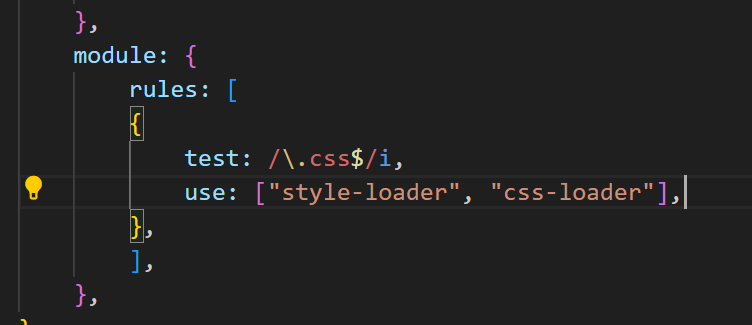 },
module: {
rules: [
{
test: /\.css$/i,
use: ["style-loader", "css-loader"],
},
],
},
}